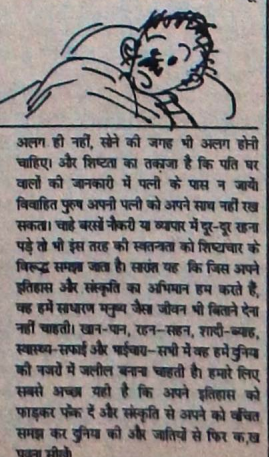 अलग ही नहीं, सोने की जगह भी अलग होनी
चाहिए। और शिष्टता का तकाजा है कि पति घर
वालों की जानकारी में पत्नी के पास न जाये।
विवाहित पुरुष अपनी पत्नी को अपने साथ नहीं रख
सकता। चाहे बरसों नौकरी या व्यापार में दूर-दूर रहना
पड़े तो भी इस तरह की स्वतन्त्रता को शिष्टाचार के
विरूद्ध समझा जाता है। सारांश यह कि जिस अपने
इतिहास और संस्कृति का अभिमान हम करते हैं,
वह हमें साधारण मनुष्य जैसा जीवन भी बिताने देना
नहीं चाहती। खान-पान, रहन-सहन, शादी-ब्याह,
स्वास्थ्य-सफाई और भाईचारा-सभी में वह हमें दुनिया
की नजरों में जलील बनाना चाहती है। हमारे लिए
सबसे अच्छा यही है कि अपने इतिहास को
फाड़कर फेंक दें और संस्कृति से अपने को वंचित
समझ कर दुनिया की और जातियों से फिर क,ख
पढ़ना सीखें।